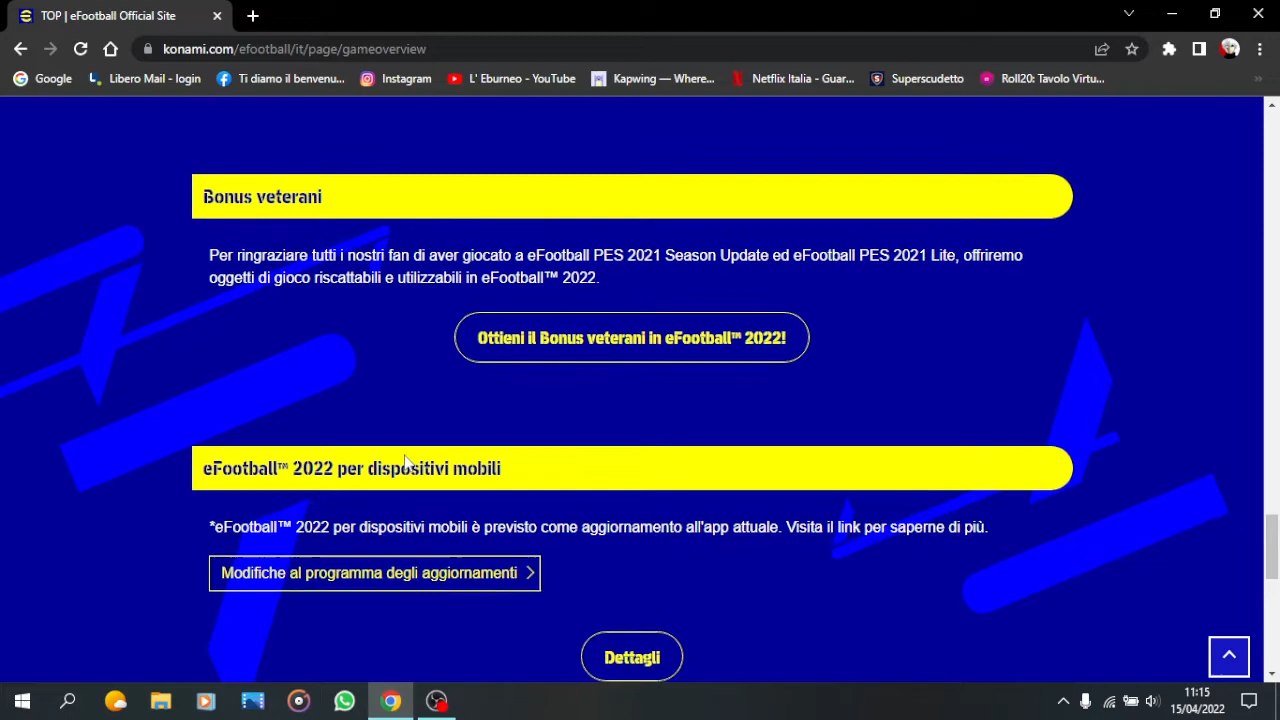 TOP | eFootball Official Site
konami.com/efootball/it/page/gameoverview
Google Libero Mail - login Ti diamo il benvenu... Instagram L' Eburneo - YouTube Kapwing — Where... Netflix Italia - Guar... Superscudetto Roll20: Tavolo Virtu...
Bonus veterani
Per ringraziare tutti i nostri fan di aver giocato a eFootball PES 2021 Season Update ed eFootball PES 2021 Lite, offriremo
oggetti di gioco riscattabili e utilizzabili in eFootball™ 2022.
Ottieni il Bonus veterani in eFootball™ 2022!
eFootball™ 2022 per dispositivi mobili
*eFootball™ 2022 per dispositivi mobili è previsto come aggiornamento all'app attuale. Visita il link per saperne di più.
Modifiche al programma degli aggiornamenti
Dettagli
11:15
15/04/2022